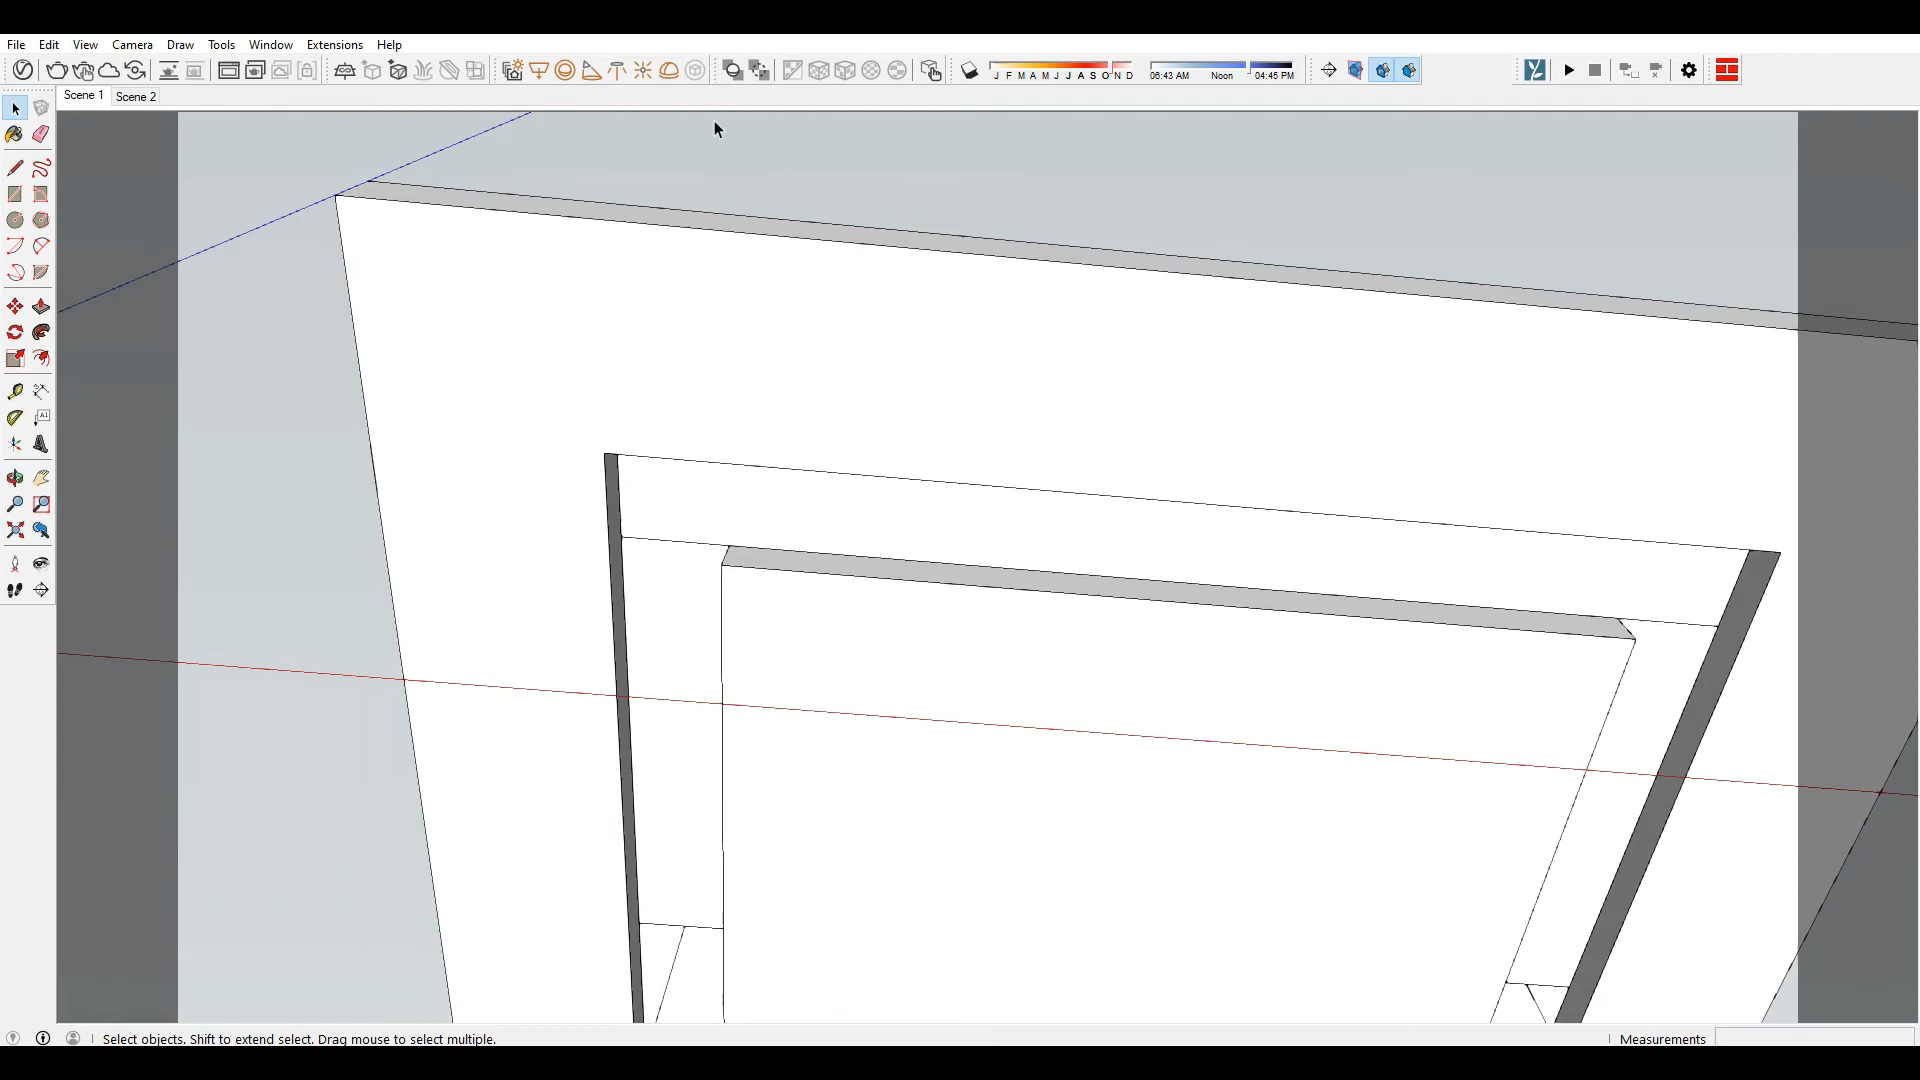 File Edit View Camera Draw Tools Window Extensions Help
J F M A M J J A S O N D 06:43 AM Noon 04:45 PM
Scene 1 Scene 2
A1
Select objects. Shift to extend select. Drag mouse to select multiple. Measurements